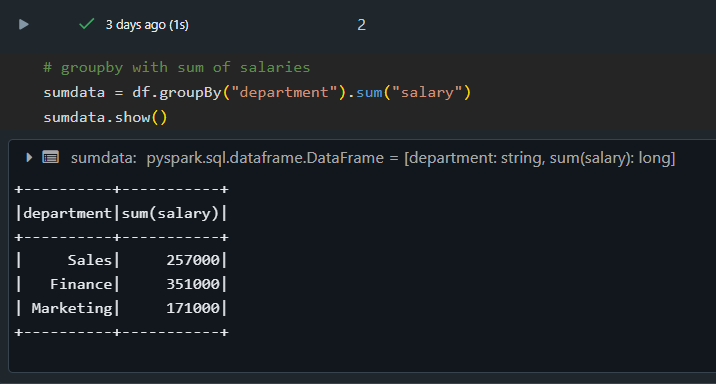 3 days ago (1s) 2
# groupby with sum of salaries
sumdata = df.groupBy("department").sum("salary")
sumdata.show()
sumdata: pyspark.sql.dataframe.DataFrame = [department: string, sum(salary): long]
+----------+-----------+
|department|sum(salary)|
+----------+-----------+
|     Sales|     257000|
|   Finance|     351000|
| Marketing|     171000|
+----------+-----------+